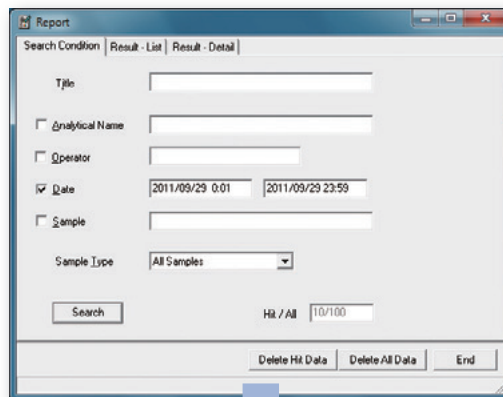 Report
Search Condition Result - List Result - Detail
Title
Analytical Name
Operator
Date 2011/09/29 0:01 2011/09/29 23:59
Sample
Sample Type All Samples
Search Hit / All 10/100
Delete Hit Data Delete All Data End